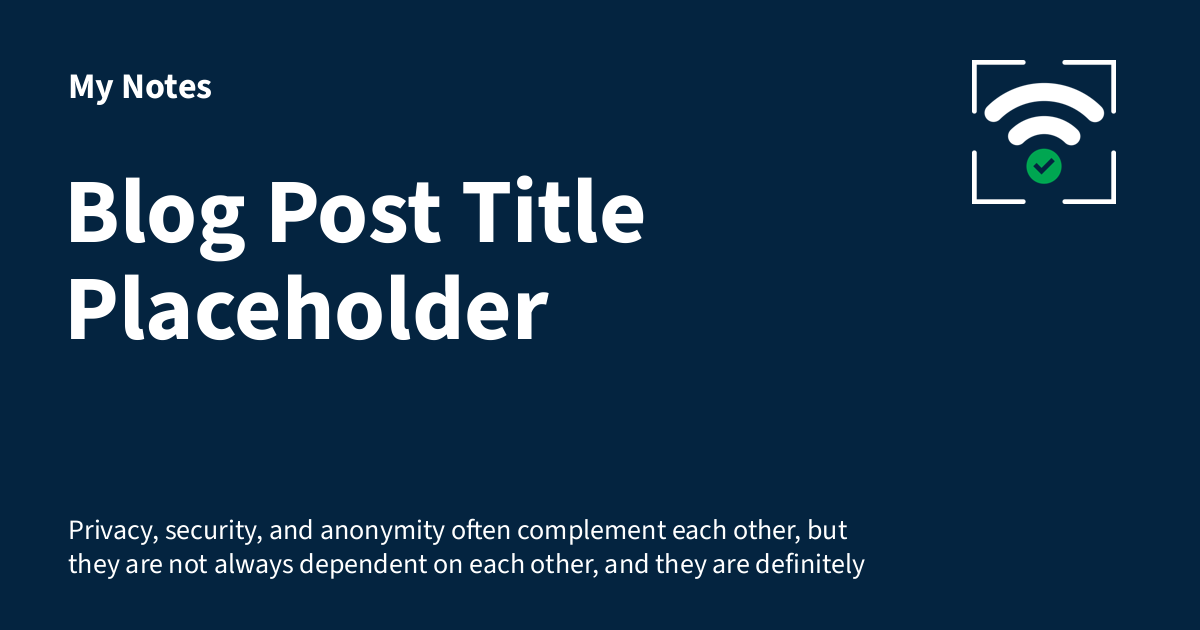 My Notes
Blog Post Title
Placeholder
Privacy, security, and anonymity often complement each other, but
they are not always dependent on each other, and they are definitely